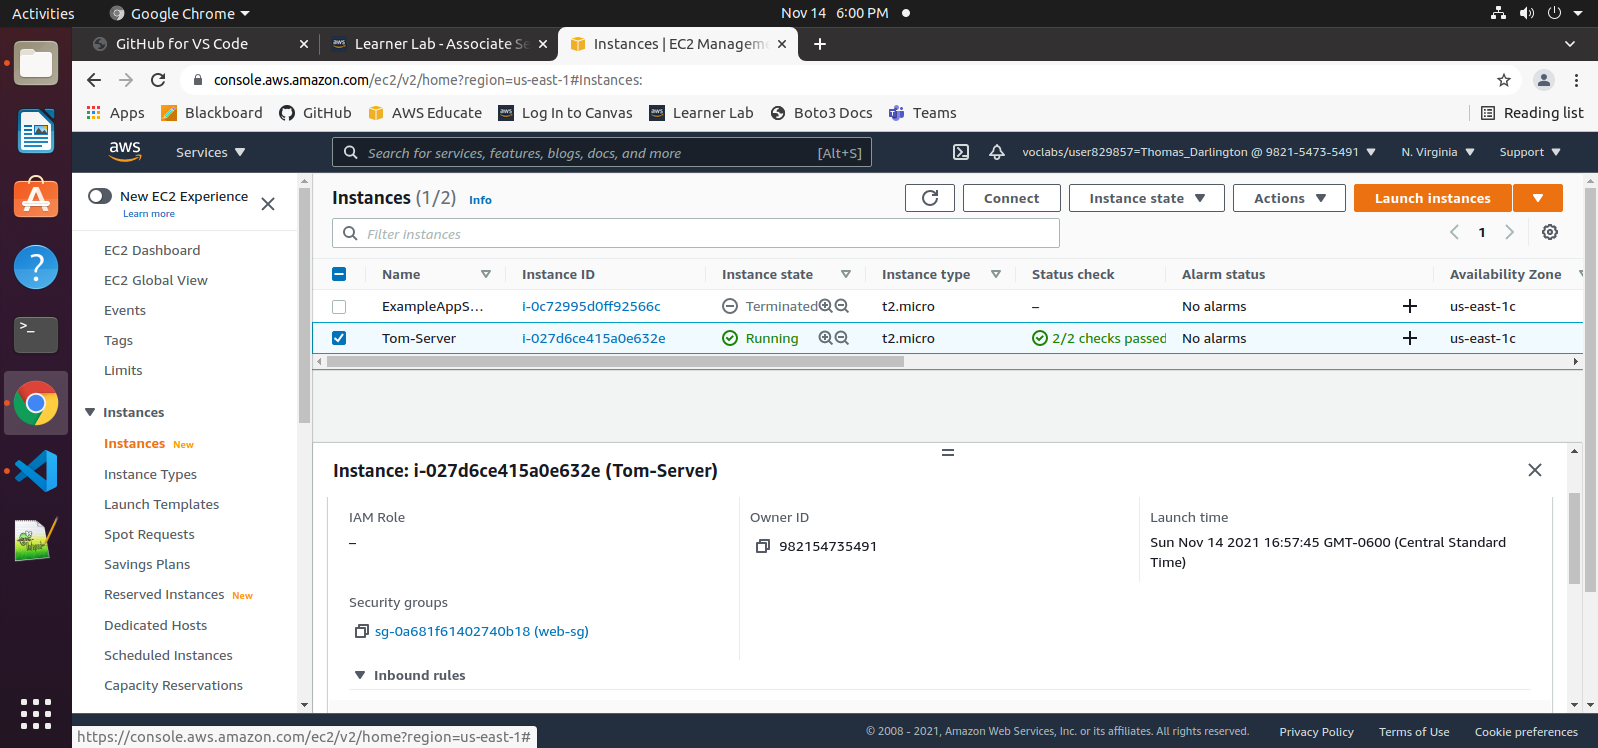 Activities
Google Chrome
Nov 14 6:00 PM
GitHub for VS Code
Learner Lab - Associate Se
Instances | EC2 Managem
console.aws.amazon.com/ec2/v2/home?region=us-east-1#Instances:
Apps
Blackboard
GitHub
AWS Educate
Log In to Canvas
Learner Lab
Boto3 Docs
Teams
Reading list
aws
Services
Search for services, features, blogs, docs, and more
[Alt+S]
voclabs/user829857=Thomas_Darlington @ 9821-5473-5491
N. Virginia
Support
New EC2 Experience
Learn more
EC2 Dashboard
EC2 Global View
Events
Tags
Limits
Instances
Instances New
Instance Types
Launch Templates
Spot Requests
Savings Plans
Reserved Instances New
Dedicated Hosts
Scheduled Instances
Capacity Reservations
Instances (1/2) Info
Connect
Instance state
Actions
Launch instances
Filter instances
1
Name
Instance ID
Instance state
Instance type
Status check
Alarm status
Availability Zone
ExampleAppS... i-0c72995d0ff92566c Terminated t2.micro – No alarms + us-east-1c
Tom-Server i-027d6ce415a0e632e Running t2.micro 2/2 checks passed No alarms + us-east-1c
Instance: i-027d6ce415a0e632e (Tom-Server)
IAM Role
–
Owner ID
982154735491
Launch time
Sun Nov 14 2021 16:57:45 GMT-0600 (Central Standard
Time)
Security groups
sg-0a681f61402740b18 (web-sg)
Inbound rules
© 2008 - 2021, Amazon Web Services, Inc. or its affiliates. All rights reserved.
Privacy Policy
Terms of Use
Cookie preferences
https://console.aws.amazon.com/ec2/v2/home?region=us-east-1#